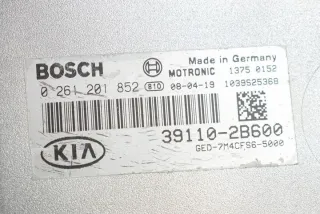 BOSCH
Made in Germany
MOTRONIC 1375 0152
0 261 201 852 810 08-04-19 1039S25368
39110-2B600
KIA
GED-7M4CFS6-5000